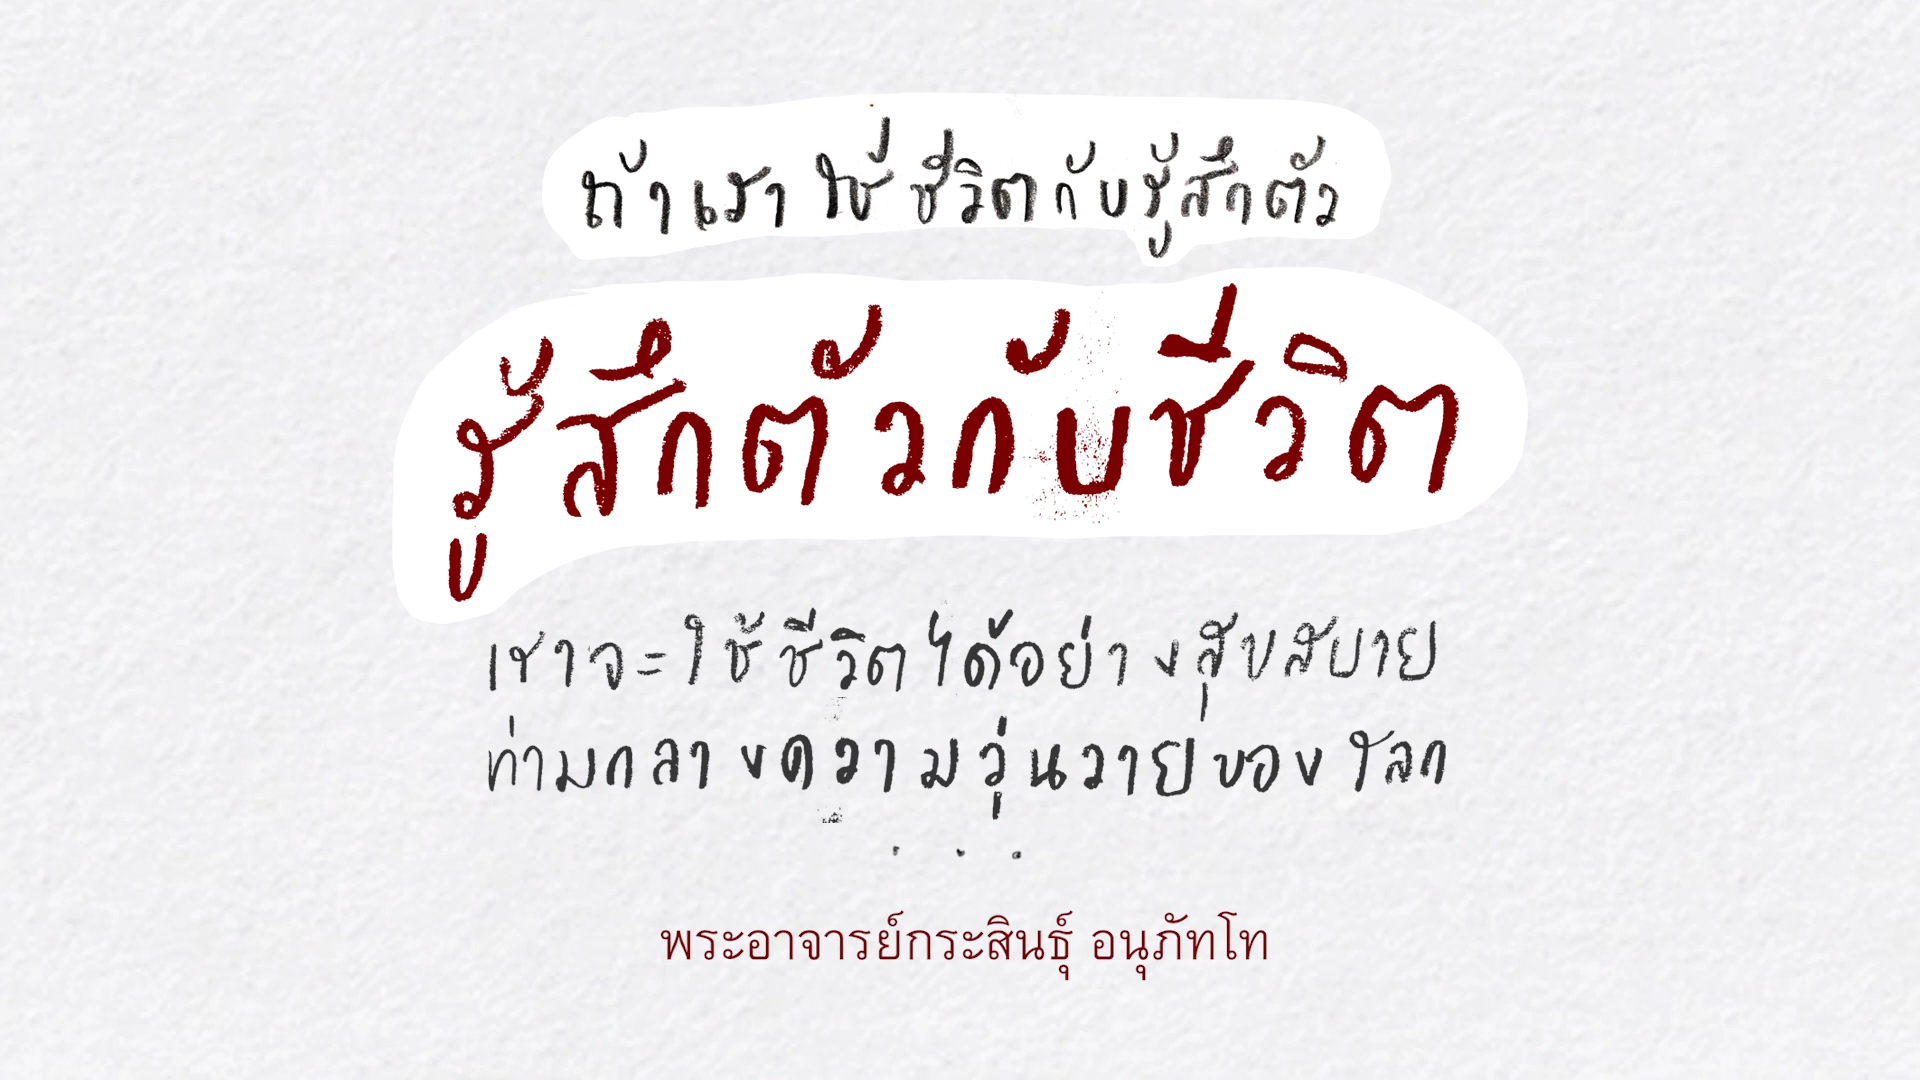 ถ้าเราใช้ชีวิตกับรู้สึกตัว
รู้สึกตัวกับชีวิต
เราจะใช้ชีวิตได้อย่างสุขสบาย
ท่ามกลางความวุ่นวายของโลก
พระอาจารย์กระสินธุ์ อนุภัทโท